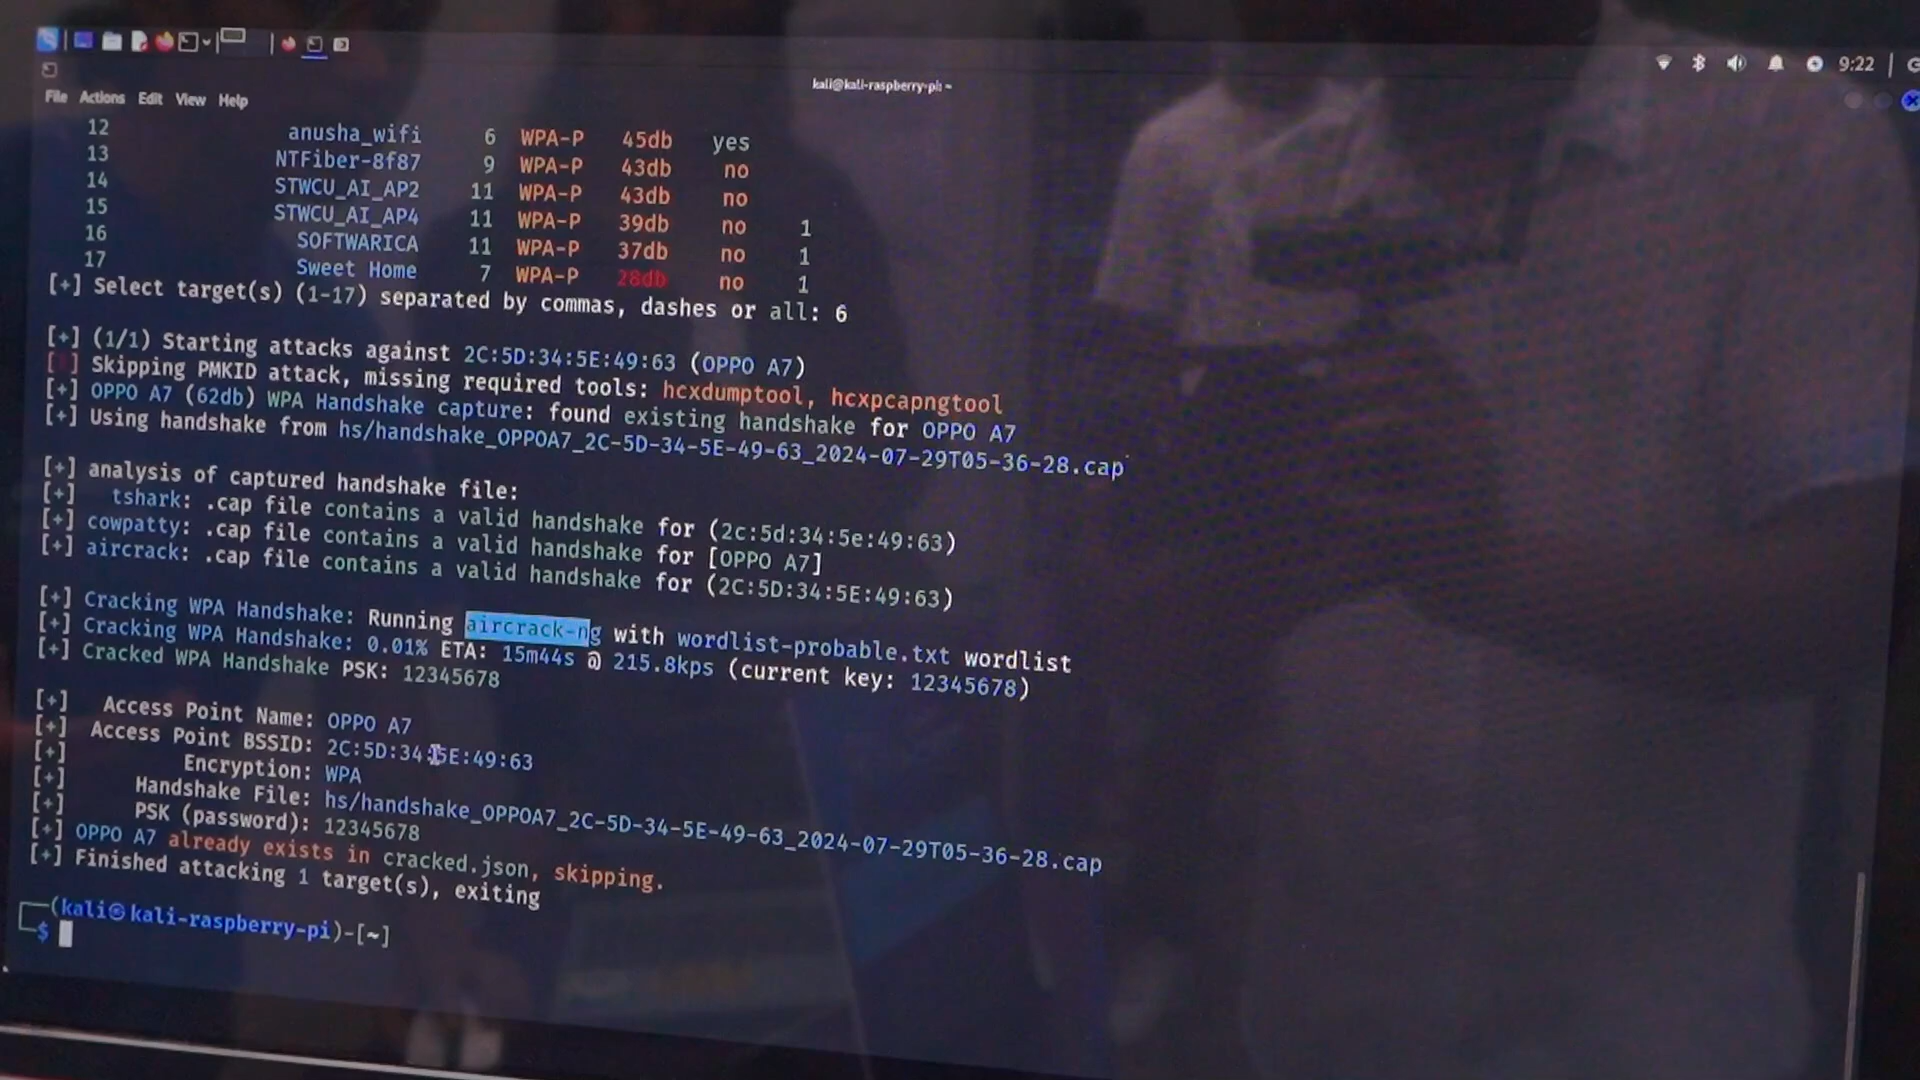 9:22
kali@kali-raspberry-pi: ~
File Actions Edit View Help
12 anusha_wifi 6 WPA-P 45db yes
13 NTFiber-8f87 9 WPA-P 43db no
14 STWCU_AI_AP2 11 WPA-P 43db no
15 STWCU_AI_AP4 11 WPA-P 39db no 1
16 SOFTWARICA 11 WPA-P 37db no 1
17 Sweet Home 7 WPA-P 28db no 1
[+] Select target(s) (1-17) separated by commas, dashes or all: 6
[+] (1/1) Starting attacks against 2C:5D:34:5E:49:63 (OPPO A7)
[!] Skipping PMKID attack, missing required tools: hcxdumptool, hcxpcapngtool
[+] OPPO A7 (62db) WPA Handshake capture: found existing handshake for OPPO A7
[+] Using handshake from hs/handshake_OPPOA7_2C-5D-34-5E-49-63_2024-07-29T05-36-28.cap
[+] analysis of captured handshake file:
[+] tshark: .cap file contains a valid handshake for (2c:5d:34:5e:49:63)
[+] cowpatty: .cap file contains a valid handshake for [OPPO A7]
[+] aircrack: .cap file contains a valid handshake for (2C:5D:34:5E:49:63)
[+] Cracking WPA Handshake: Running aircrack-ng with wordlist-probable.txt wordlist
[+] Cracking WPA Handshake: 0.01% ETA: 15m44s @ 215.8kps (current key: 12345678)
[+] Cracked WPA Handshake PSK: 12345678
[+] Access Point Name: OPPO A7
[+] Access Point BSSID: 2C:5D:34:5E:49:63
[+] Encryption: WPA
[+] Handshake File: hs/handshake_OPPOA7_2C-5D-34-5E-49-63_2024-07-29T05-36-28.cap
[+] PSK (password): 12345678
[+] OPPO A7 already exists in cracked.json, skipping.
[+] Finished attacking 1 target(s), exiting
(kali㉿kali-raspberry-pi)-[~]
$